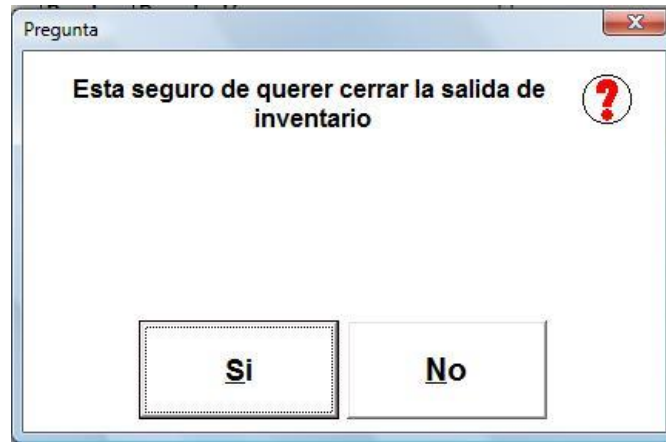 Pregunta
Esta seguro de querer cerrar la salida de
inventario
Si
No